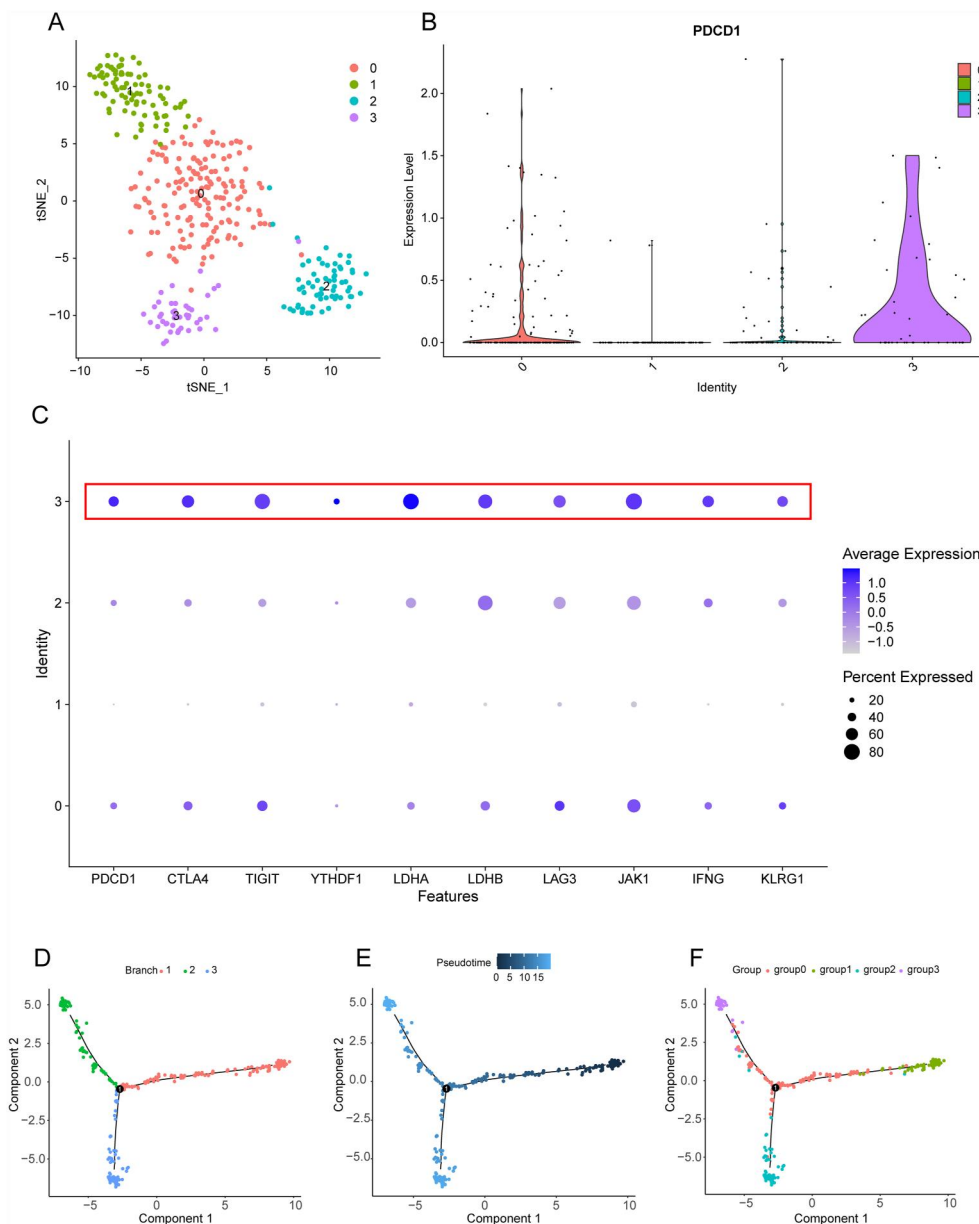 A
0
1
2
3
10
5
0
−5
−10
tSNE_2
−10
−5
0
5
10
tSNE_1
1
0
2
3
B
PDCD1
2.0
1.5
1.0
0.5
0.0
Expression Level
0
1
2
3
Identity
C
3
2
1
0
Identity
PDCD1 CTLA4 TIGIT YTHDF1 LDHA LDHB LAG3 JAK1 IFNG KLRG1
Features
Average Expression
1.0
0.5
0.0
−0.5
−1.0
Percent Expressed
20
40
60
80
D
Branch 1 2 3
5.0
2.5
0.0
−2.5
−5.0
Component 2
1
−5 0 5 10
Component 1
E
Pseudotime
0 5 10 15
5.0
2.5
0.0
−2.5
−5.0
Component 2
1
−5 0 5 10
Component 1
F
Group group0 group1 group2 group3
5.0
2.5
0.0
−2.5
−5.0
Component 2
1
−5 0 5 10
Component 1